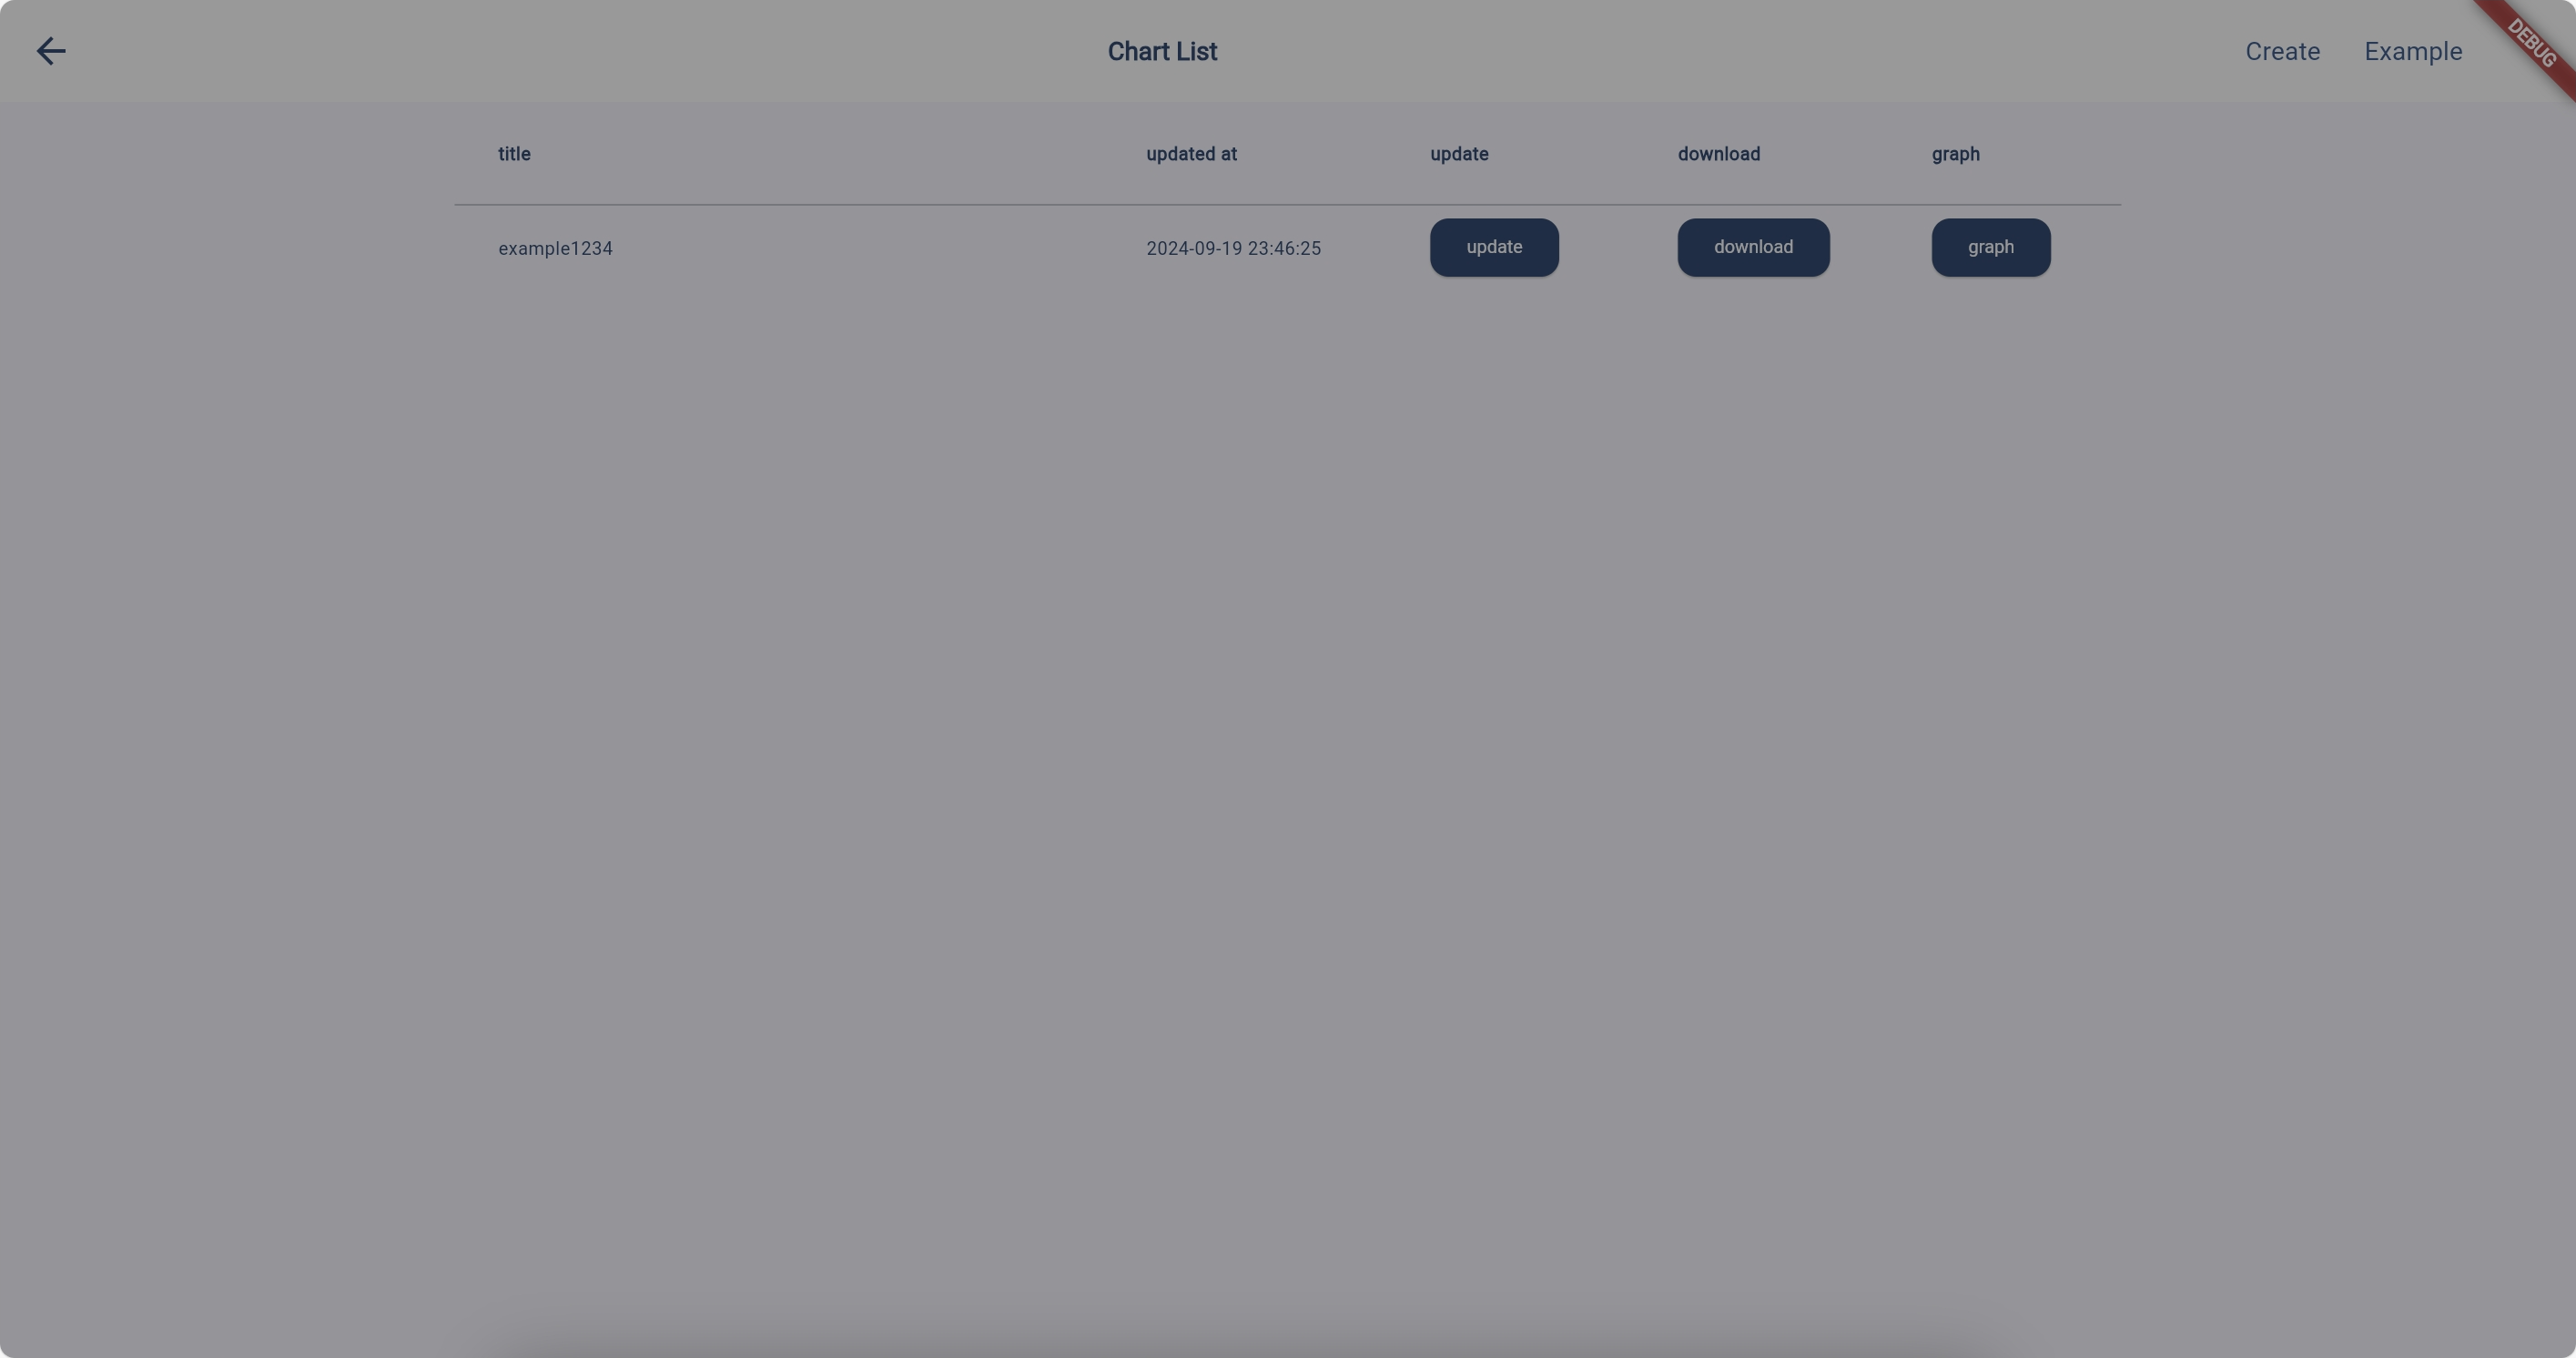 Chart List
Create Example
DEBUG
title updated at update download graph
example1234 2024-09-19 23:46:25 update download graph